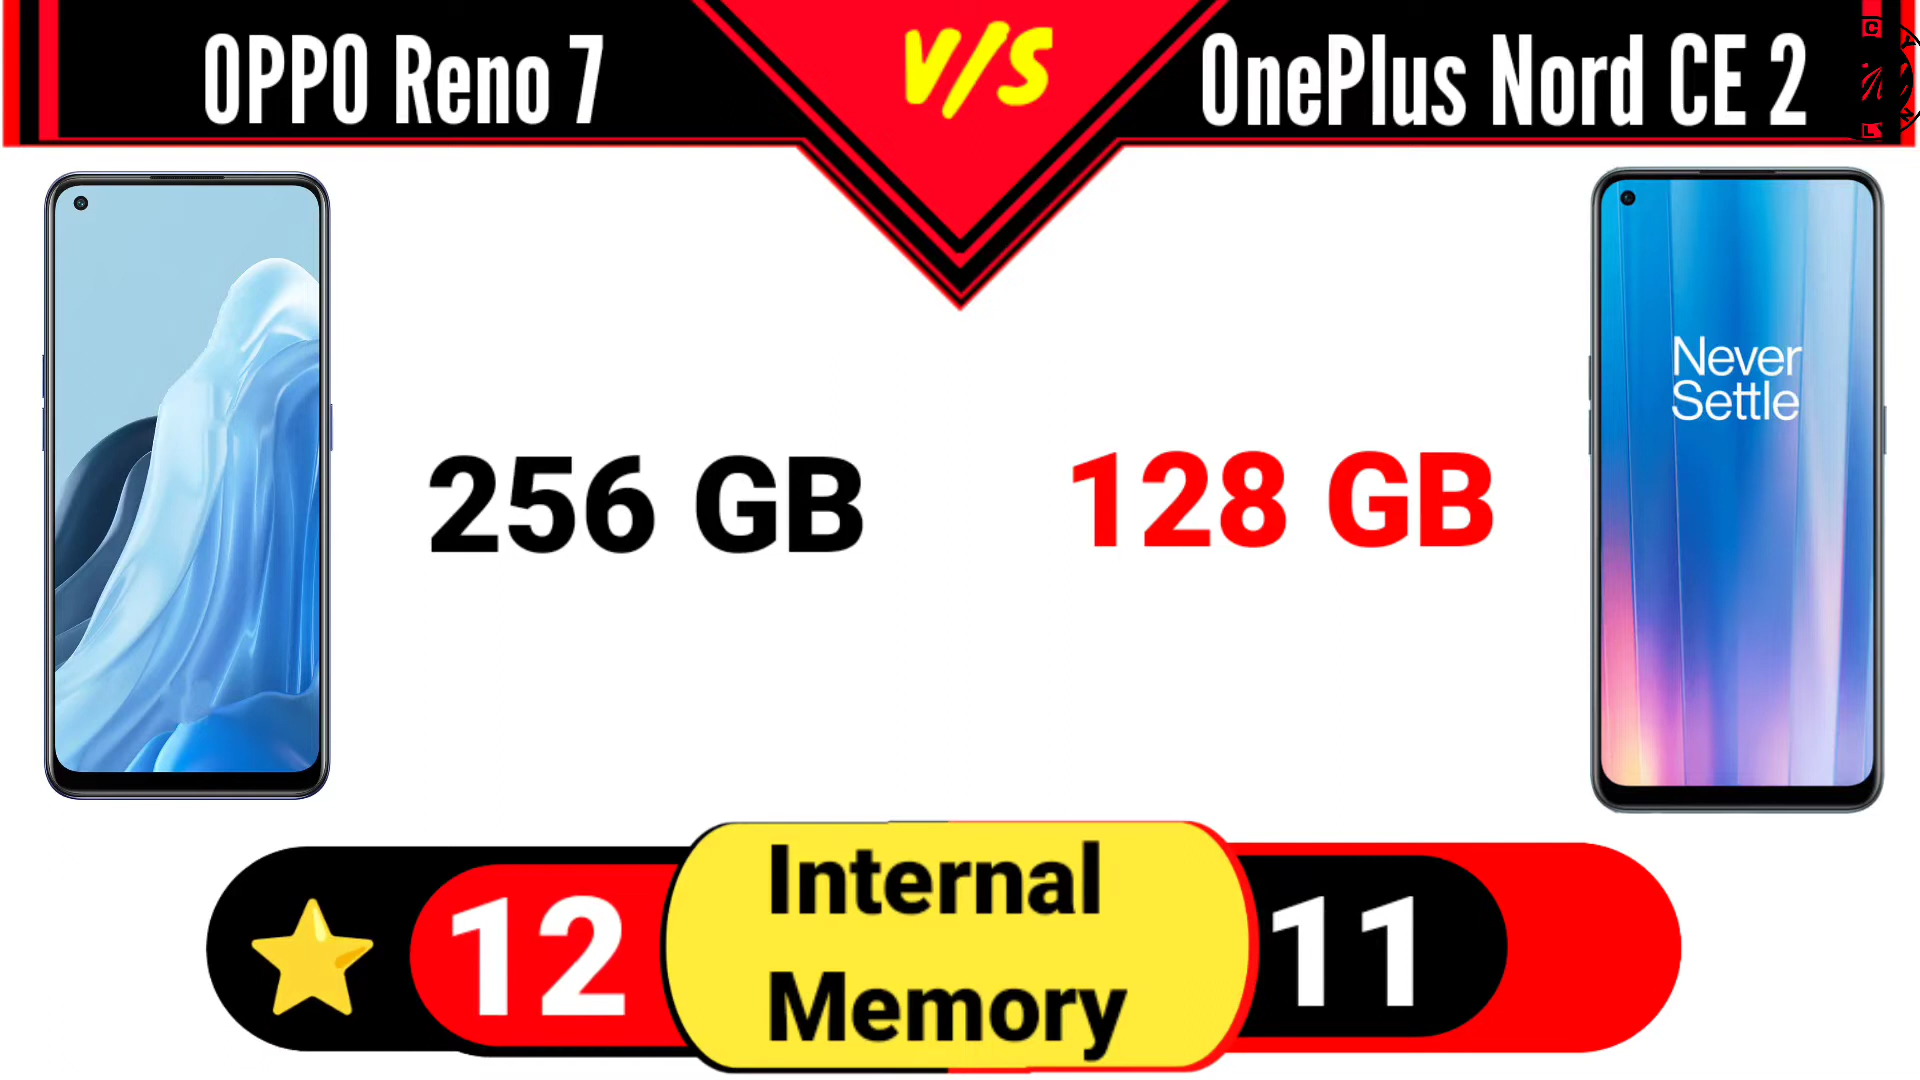 OPPO Reno 7
V/S
OnePlus Nord CE 2
Never
Settle
256 GB
128 GB
12
Internal
Memory
11